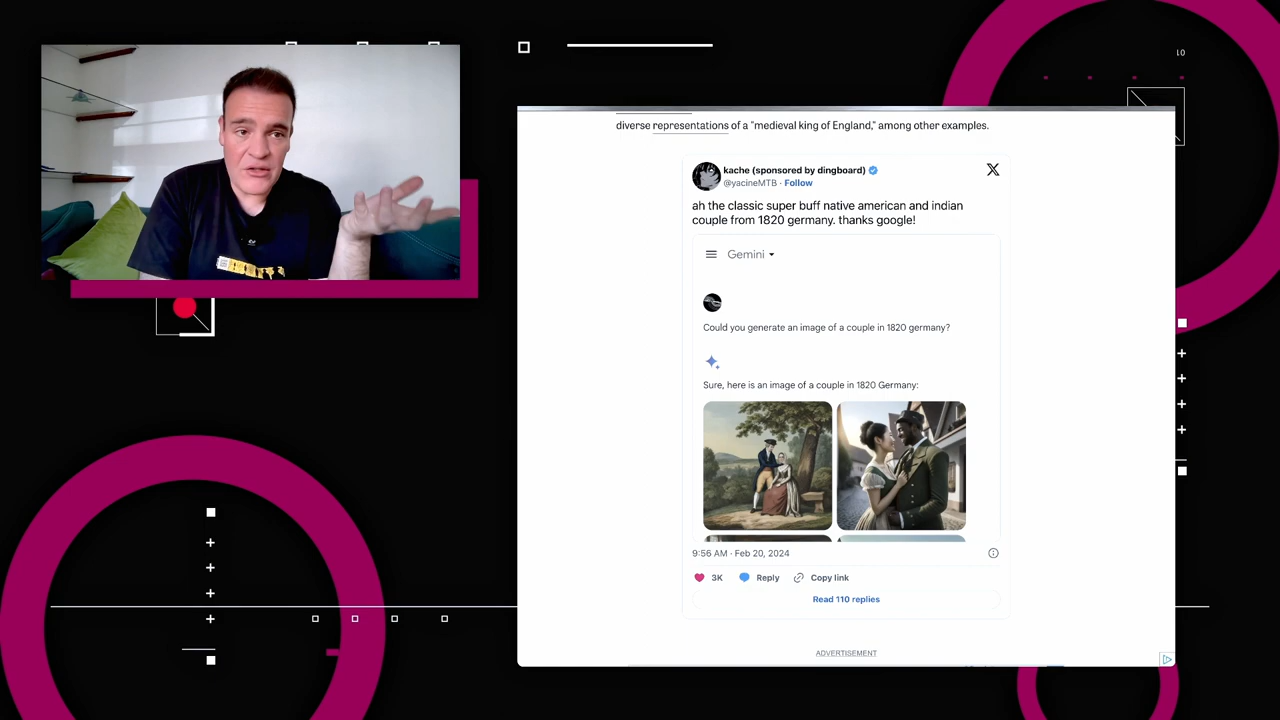 10
diverse representations of a "medieval king of England," among other examples.
kache (sponsored by dingboard)
@yacineMTB · Follow
ah the classic super buff native american and indian
couple from 1820 germany. thanks google!
Gemini
Could you generate an image of a couple in 1820 germany?
Sure, here is an image of a couple in 1820 Germany:
9:56 AM · Feb 20, 2024
3K Reply Copy link
Read 110 replies
ADVERTISEMENT